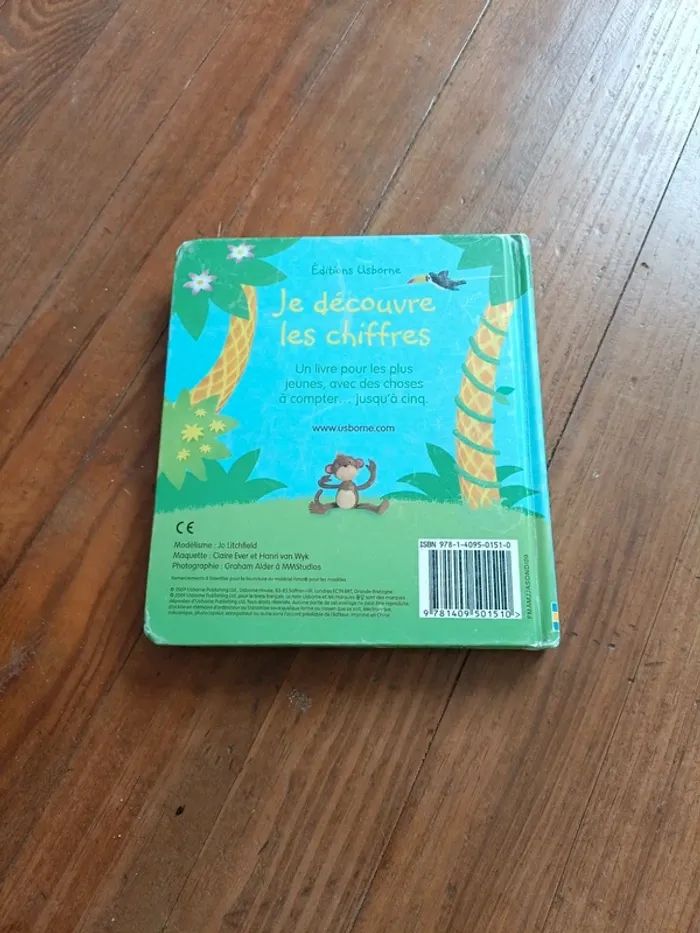 Éditions Usborne
Je découvre
les chiffres
Un livre pour les plus
jeunes, avec des choses
à compter... jusqu'à cinq.
www.usborne.com
CE
Modélisme : Jo Litchfield
Maquette : Claire Ever et Hanri van Wyk
Photographie : Graham Alder à MMStudios
ISBN 978-1-4095-0151-0
9 781409 501510 >